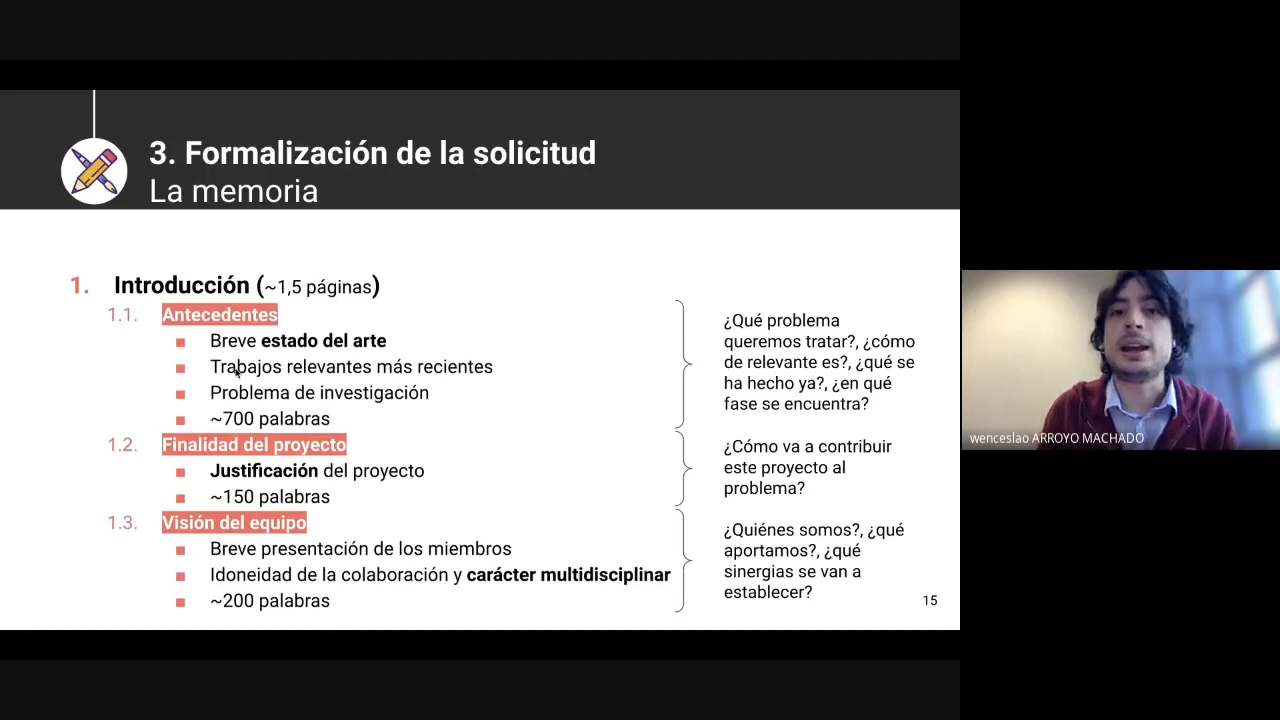 3. Formalización de la solicitud
La memoria
1. Introducción (~1,5 páginas)
1.1. Antecedentes
Breve estado del arte
Trabajos relevantes más recientes
Problema de investigación
~700 palabras
¿Qué problema
queremos tratar?, ¿cómo
de relevante es?, ¿qué se
ha hecho ya?, ¿en qué
fase se encuentra?
1.2. Finalidad del proyecto
Justificación del proyecto
~150 palabras
¿Cómo va a contribuir
este proyecto al
problema?
1.3. Visión del equipo
Breve presentación de los miembros
Idoneidad de la colaboración y carácter multidisciplinar
~200 palabras
¿Quiénes somos?, ¿qué
aportamos?, ¿qué
sinergias se van a
establecer?
15
wenceslao ARROYO MACHADO